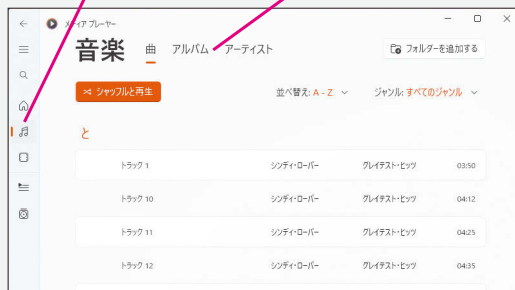 メディア プレーヤー
音楽 曲 アルバム アーティスト フォルダーを追加する
シャッフルと再生 並べ替え: A - Z ジャンル: すべてのジャンル
と
トラック 1 シンディ・ローパー グレイテスト・ヒッツ 03:50
トラック 10 シンディ・ローパー グレイテスト・ヒッツ 04:12
トラック 11 シンディ・ローパー グレイテスト・ヒッツ 04:25
トラック 12 シンディ・ローパー グレイテスト・ヒッツ 04:35